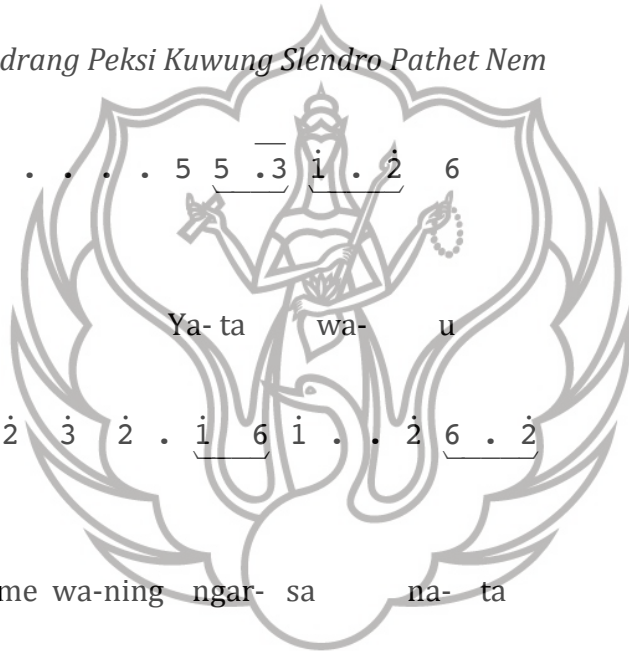 drang Peksi Kuwung Slendro Pathet Nem
. . . . 5 5 .3 1̇ . 2̇ 6
Ya- ta wa- u
2̇ 3̇ 2̇ . 1̇ 6 1̇ . . 2̇ 6 . 2̇
me wa-ning ngar- sa na- ta